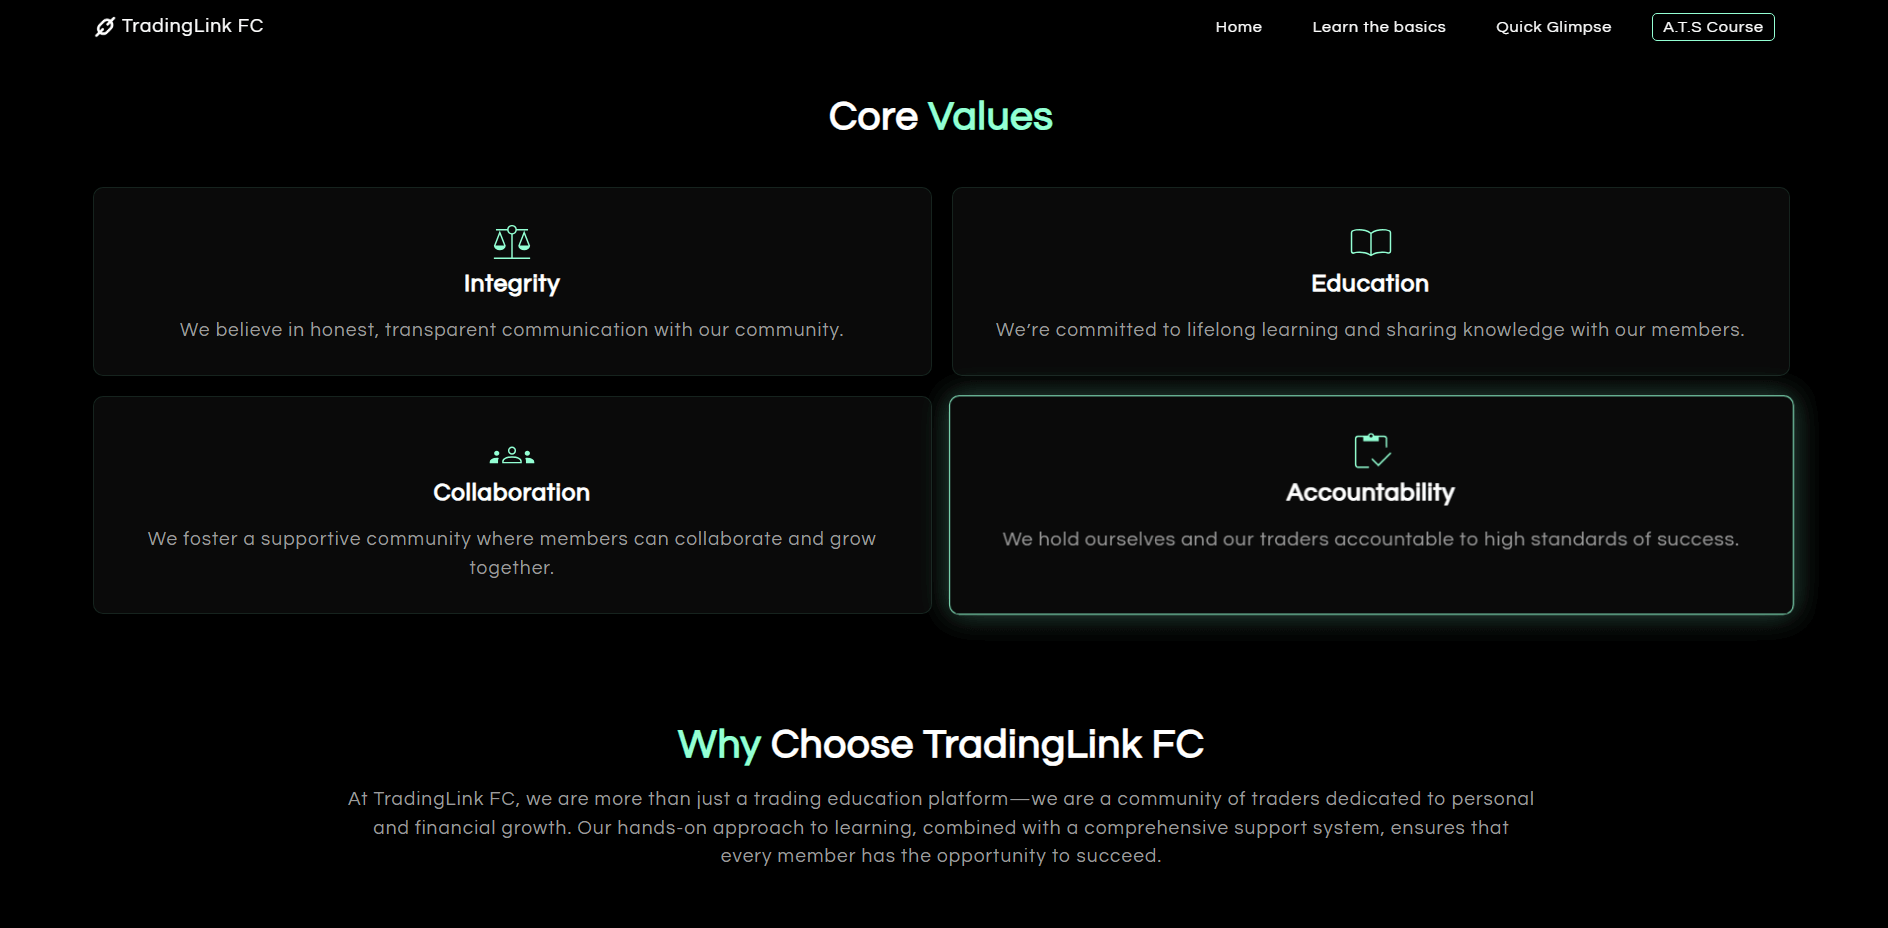 TradingLink FC
Home
Learn the basics
Quick Glimpse
A.T.S Course
Core Values
Integrity
We believe in honest, transparent communication with our community.
Education
We’re committed to lifelong learning and sharing knowledge with our members.
Collaboration
We foster a supportive community where members can collaborate and grow
together.
Accountability
We hold ourselves and our traders accountable to high standards of success.
Why Choose TradingLink FC
At TradingLink FC, we are more than just a trading education platform—we are a community of traders dedicated to personal
and financial growth. Our hands-on approach to learning, combined with a comprehensive support system, ensures that
every member has the opportunity to succeed.